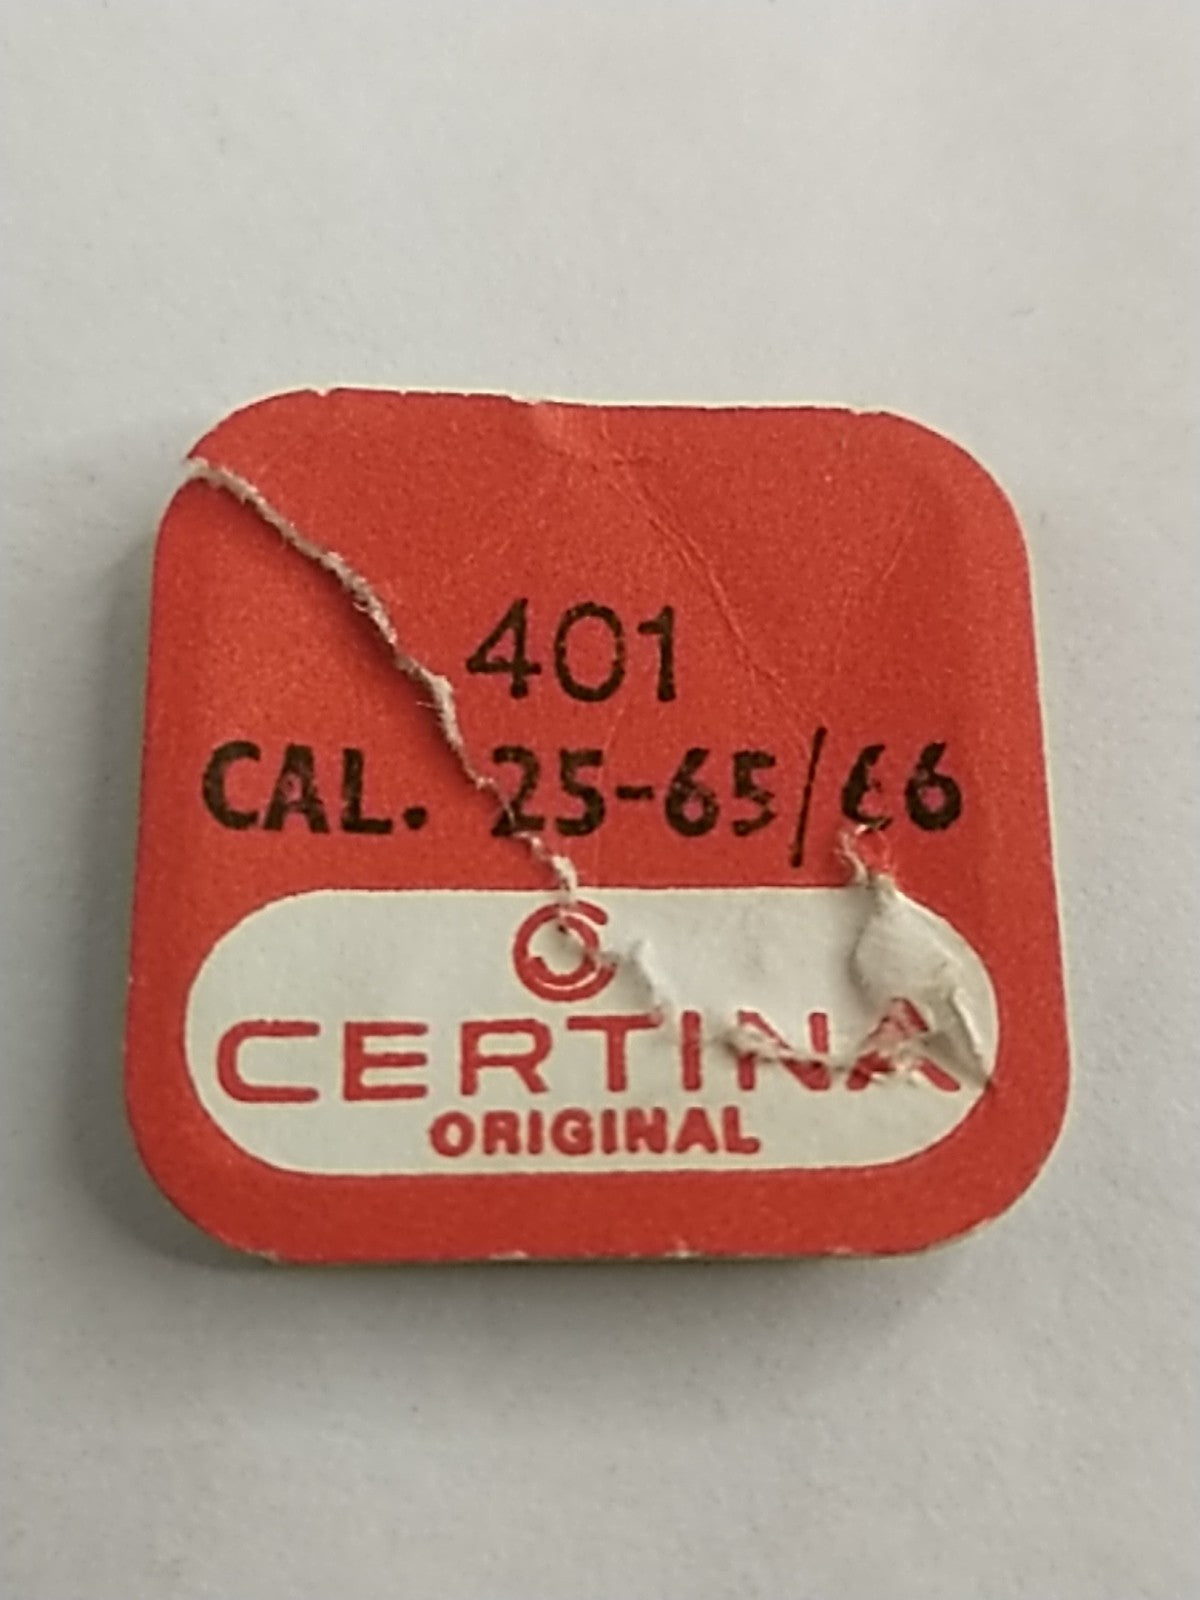 401
CAL. 25-65/66
CERTINA
ORIGINAL